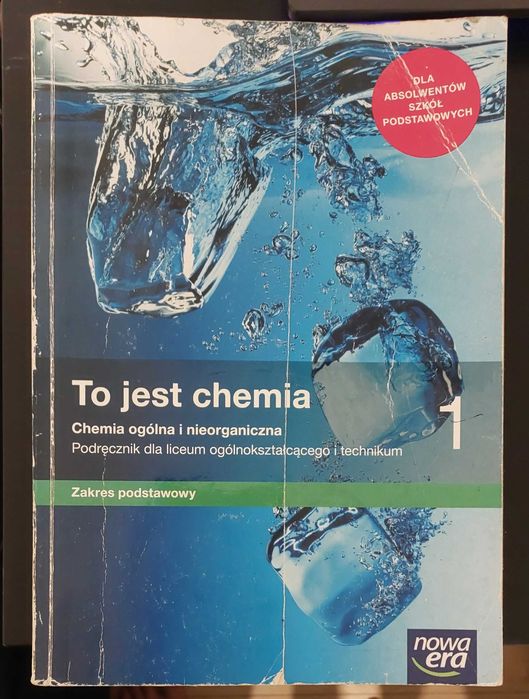 DLA
ABSOLWENTÓW
SZKÓŁ
PODSTAWOWYCH
To jest chemia
1
Chemia ogólna i nieorganiczna
Podręcznik dla liceum ogólnokształcącego i technikum
Zakres podstawowy
nowa
era